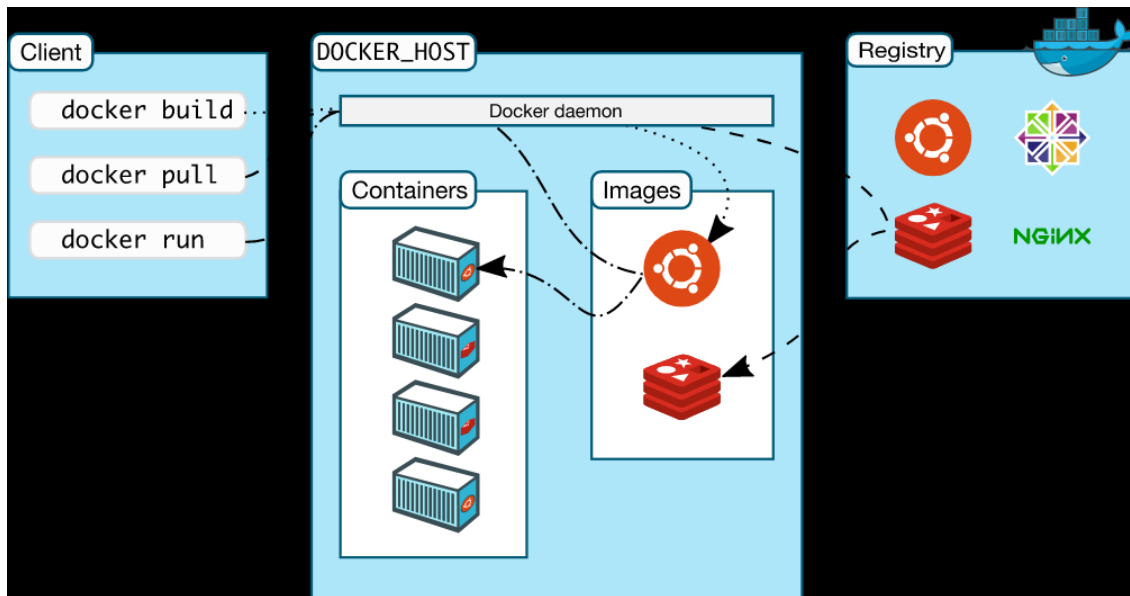 Client
docker build
docker pull
docker run
DOCKER_HOST
Docker daemon
Containers
Images
Registry
NGiNX